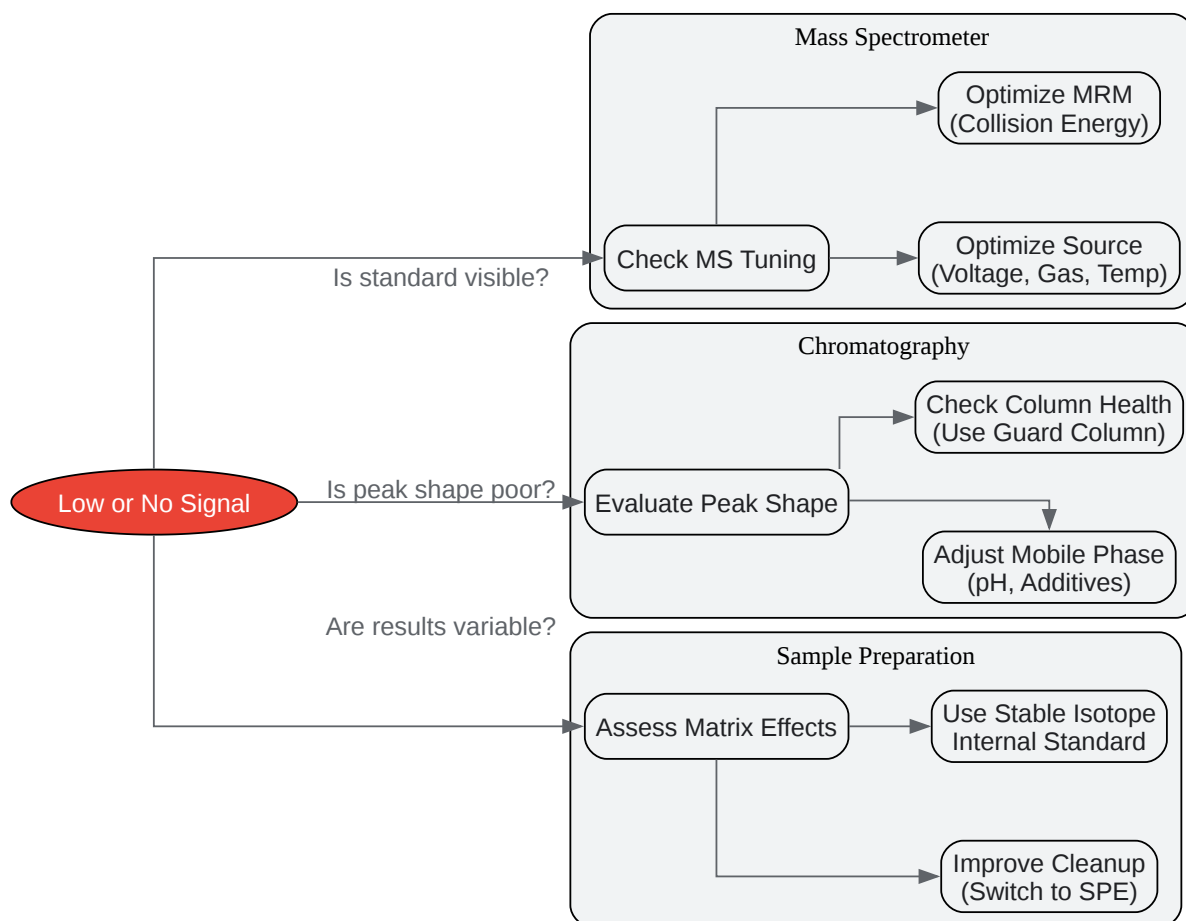 Mass Spectrometer
Optimize MRM
(Collision Energy)
Check MS Tuning
Optimize Source
(Voltage, Gas, Temp)
Is standard visible?
Chromatography
Check Column Health
(Use Guard Column)
Low or No Signal
Is peak shape poor?
Evaluate Peak Shape
Adjust Mobile Phase
(pH, Additives)
Are results variable?
Sample Preparation
Assess Matrix Effects
Use Stable Isotope
Internal Standard
Improve Cleanup
(Switch to SPE)